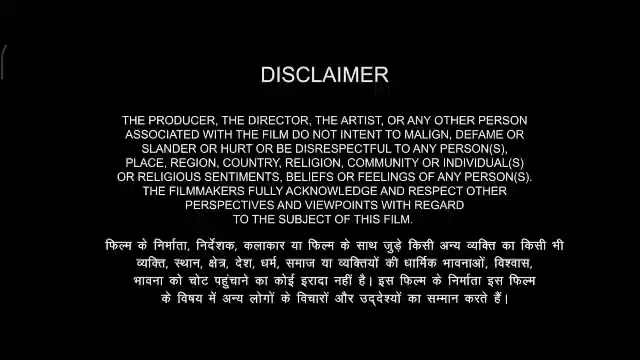 DISCLAIMER
THE PRODUCER, THE DIRECTOR, THE ARTIST, OR ANY OTHER PERSON
ASSOCIATED WITH THE FILM DO NOT INTENT TO MALIGN, DEFAME OR
SLANDER OR HURT OR BE DISRESPECTFUL TO ANY PERSON(S),
PLACE, REGION, COUNTRY, RELIGION, COMMUNITY OR INDIVIDUAL(S)
OR RELIGIOUS SENTIMENTS, BELIEFS OR FEELINGS OF ANY PERSON(S).
THE FILMMAKERS FULLY ACKNOWLEDGE AND RESPECT OTHER
PERSPECTIVES AND VIEWPOINTS WITH REGARD
TO THE SUBJECT OF THIS FILM.
फिल्म के निर्माता, निर्देशक, कलाकार या फिल्म के साथ जुड़े किसी अन्य व्यक्ति का किसी भी
व्यक्ति, स्थान, क्षेत्र, देश, धर्म, समाज या व्यक्तियों की धार्मिक भावनाओं, विश्वास,
भावना को चोट पहुंचाने का कोई इरादा नहीं है। इस फिल्म के निर्माता इस फिल्म
के विषय में अन्य लोगों के विचारों और उद्देश्यों का सम्मान करते हैं।